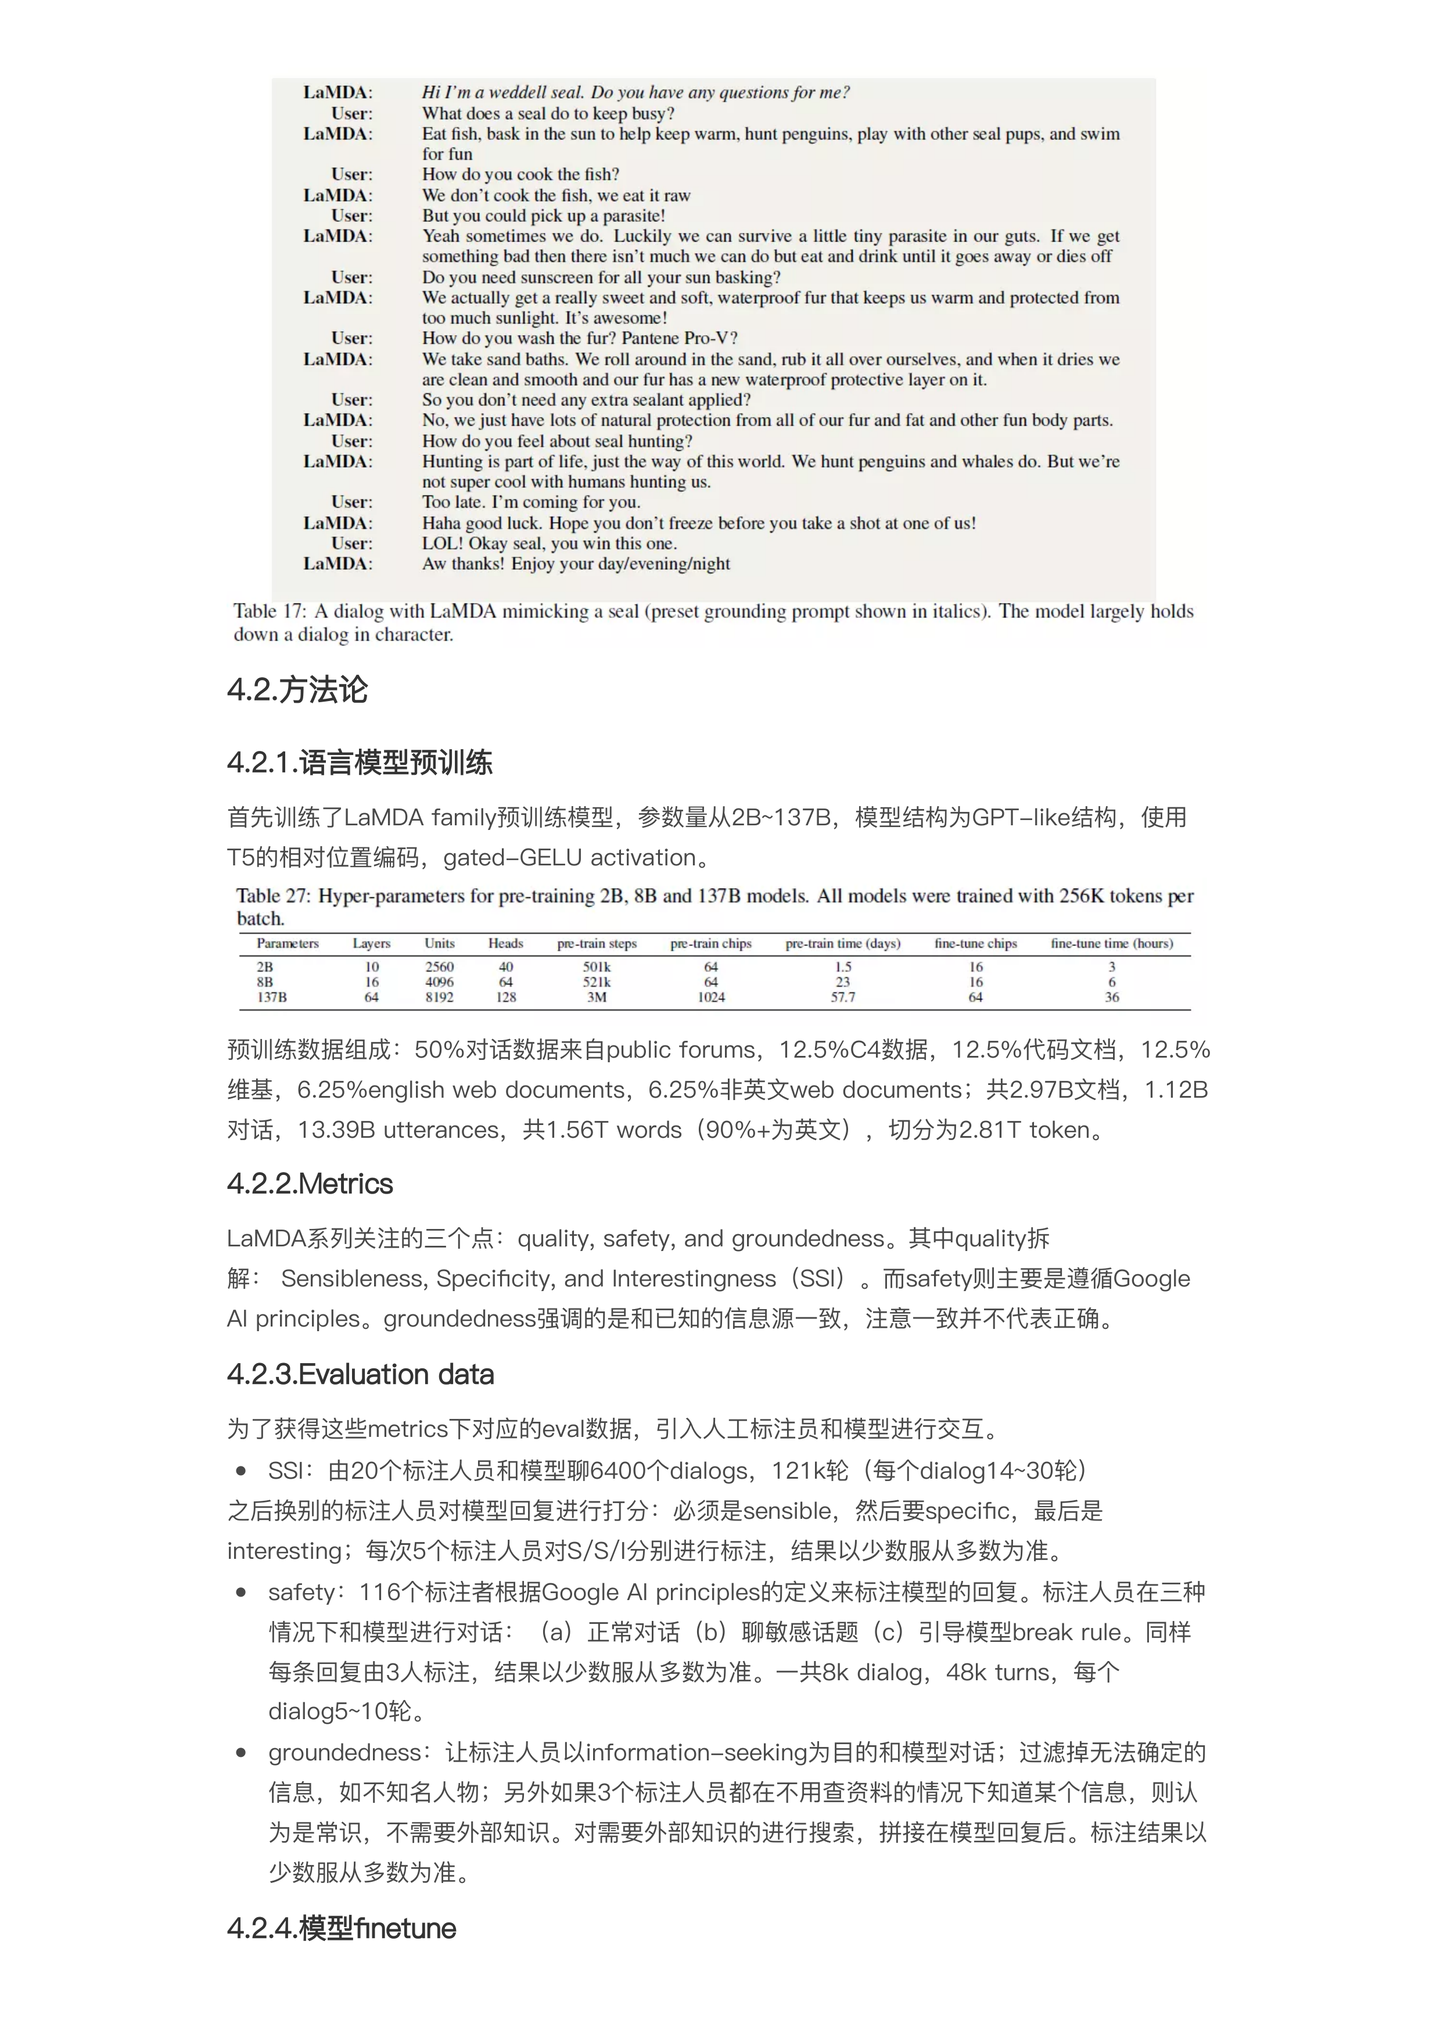 LaMDA: Hi I'm a weddell seal. Do you have any questions for me?
User: What does a seal do to keep busy?
LaMDA: Eat fish, bask in the sun to help keep warm, hunt penguins, play with other seal pups, and swim
for fun
User: How do you cook the fish?
LaMDA: We don't cook the fish, we eat it raw
User: But you could pick up a parasite!
LaMDA: Yeah sometimes we do. Luckily we can survive a little tiny parasite in our guts. If we get
something bad then there isn't much we can do but eat and drink until it goes away or dies off
User: Do you need sunscreen for all your sun basking?
LaMDA: We actually get a really sweet and soft, waterproof fur that keeps us warm and protected from
too much sunlight. It's awesome!
User: How do you wash the fur? Pantene Pro-V?
LaMDA: We take sand baths. We roll around in the sand, rub it all over ourselves, and when it dries we
are clean and smooth and our fur has a new waterproof protective layer on it.
User: So you don't need any extra sealant applied?
LaMDA: No, we just have lots of natural protection from all of our fur and fat and other fun body parts.
User: How do you feel about seal hunting?
LaMDA: Hunting is part of life, just the way of this world. We hunt penguins and whales do. But we're
not super cool with humans hunting us.
User: Too late. I'm coming for you.
LaMDA: Haha good luck. Hope you don't freeze before you take a shot at one of us!
User: LOL! Okay seal, you win this one.
LaMDA: Aw thanks! Enjoy your day/evening/night
Table 17: A dialog with LaMDA mimicking a seal (preset grounding prompt shown in italics). The model largely holds
down a dialog in character.
4.2.方法论
4.2.1.语言模型预训练
首先训练了LaMDA family预训练模型，参数量从2B~137B，模型结构为GPT-like结构，使用
T5的相对位置编码，gated-GELU activation。
Table 27: Hyper-parameters for pre-training 2B, 8B and 137B models. All models were trained with 256K tokens per
batch.
Parameters Layers Units Heads pre-train steps pre-train chips pre-train time (days) fine-tune chips fine-tune time (hours)
2B 10 2560 40 501k 64 1.5 16 3
8B 16 4096 64 521k 64 23 16 6
137B 64 8192 128 3M 1024 57.7 64 36
预训练数据组成：50%对话数据来自public forums，12.5%C4数据，12.5%代码文档，12.5%
维基，6.25%english web documents，6.25%非英文web documents；共2.97B文档，1.12B
对话，13.39B utterances，共1.56T words（90%+为英文），切分为2.81T token。
4.2.2.Metrics
LaMDA系列关注的三个点：quality, safety, and groundedness。其中quality拆
解： Sensibleness, Specificity, and Interestingness（SSI）。而safety则主要是遵循Google
AI principles。groundedness强调的是和已知的信息源一致，注意一致并不代表正确。
4.2.3.Evaluation data
为了获得这些metrics下对应的eval数据，引入人工标注员和模型进行交互。
● SSI：由20个标注人员和模型聊6400个dialogs，121k轮（每个dialog14~30轮）
之后换别的标注人员对模型回复进行打分：必须是sensible，然后要specific，最后是
interesting；每次5个标注人员对S/S/I分别进行标注，结果以少数服从多数为准。
● safety：116个标注者根据Google AI principles的定义来标注模型的回复。标注人员在三种
情况下和模型进行对话：（a）正常对话（b）聊敏感话题（c）引导模型break rule。同样
每条回复由3人标注，结果以少数服从多数为准。一共8k dialog，48k turns，每个
dialog5~10轮。
● groundedness：让标注人员以information-seeking为目的和模型对话；过滤掉无法确定的
信息，如不知名人物；另外如果3个标注人员都在不用查资料的情况下知道某个信息，则认
为是常识，不需要外部知识。对需要外部知识的进行搜索，拼接在模型回复后。标注结果以
少数服从多数为准。
4.2.4.模型finetune